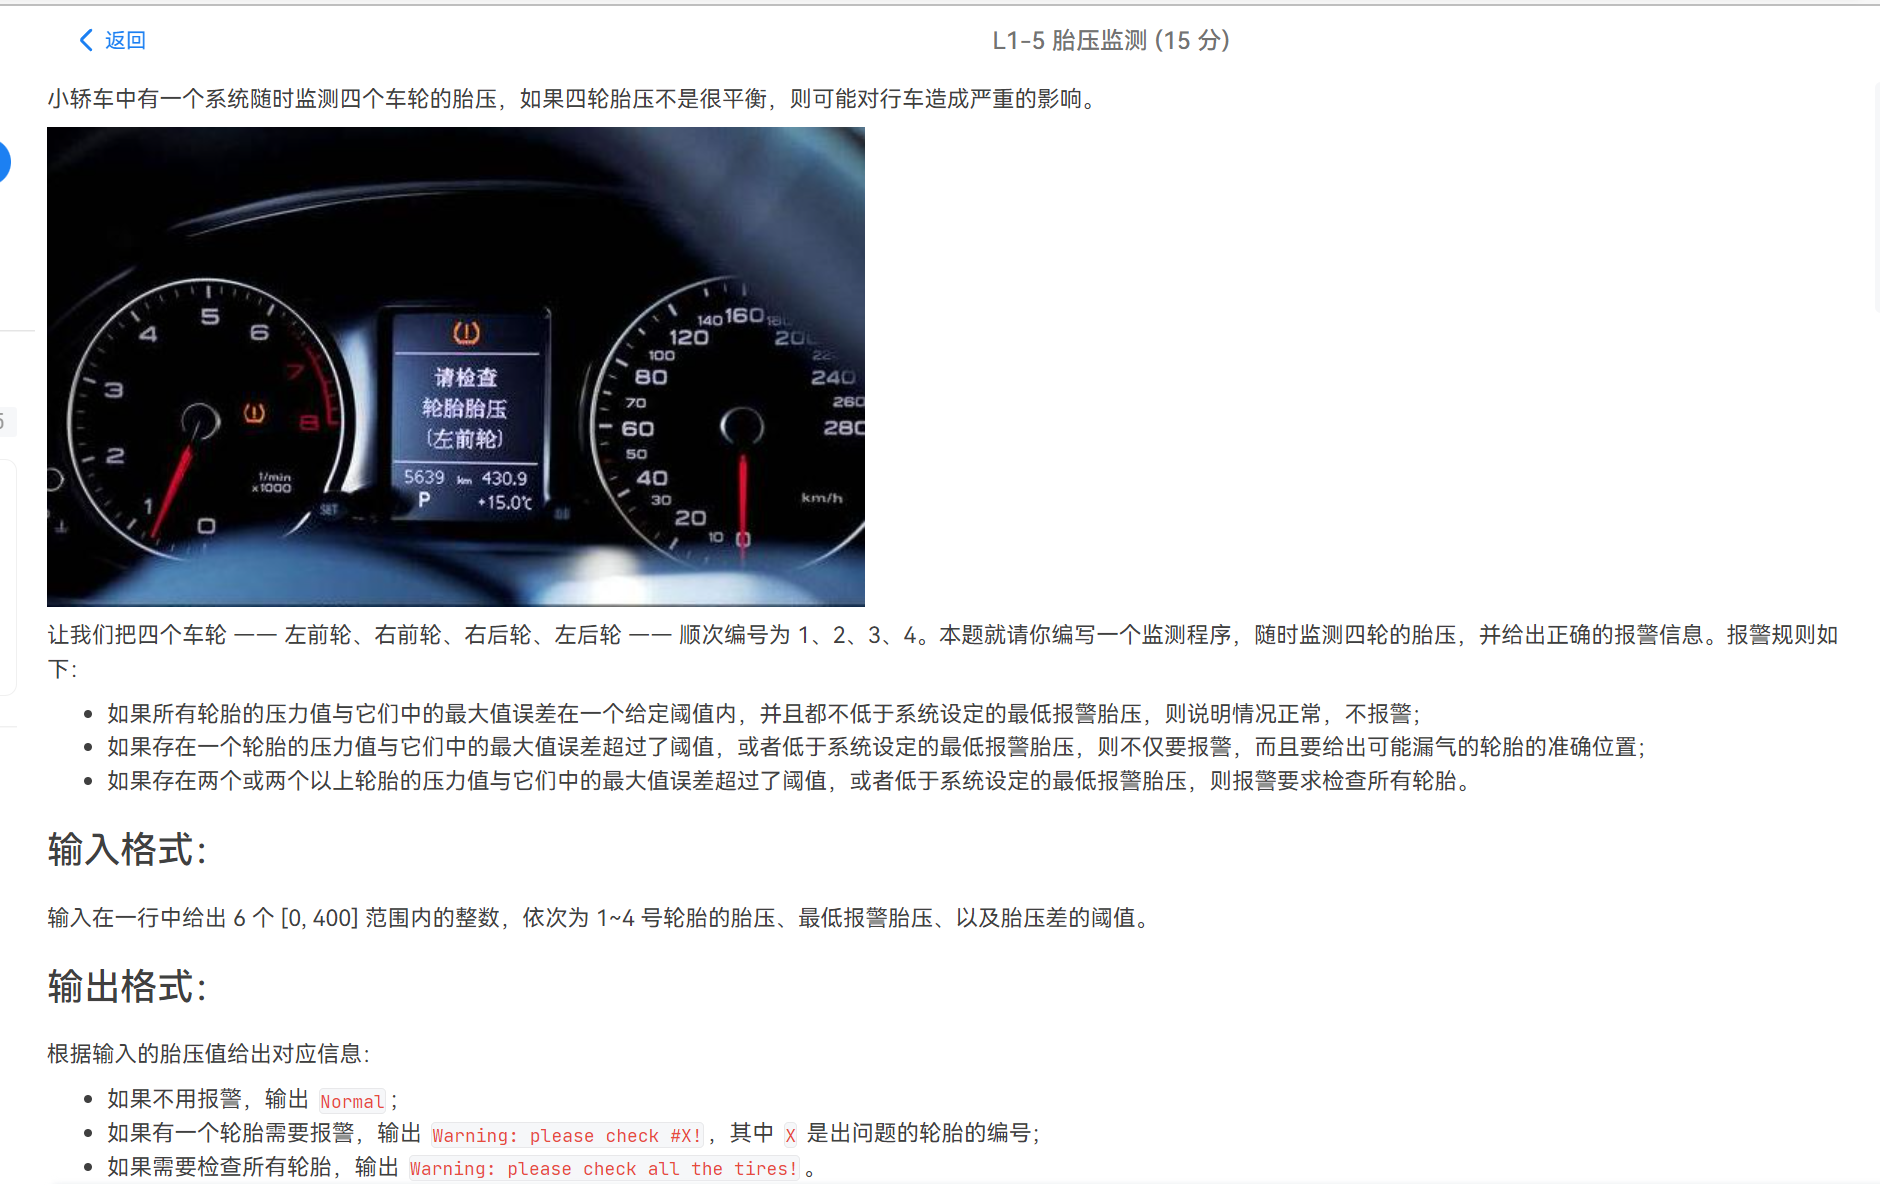 返回
L1-5 胎压监测 (15 分)
小轿车中有一个系统随时监测四个车轮的胎压，如果四轮胎压不是很平衡，则可能对行车造成严重的影响。
5
4
6
3
7
2
8
1
0
1/min
x1000
SET
请检查
轮胎胎压
(左前轮)
5639 km 430.9
P +15.0℃
140 160 180
120
100
80
240
70
260
60
280
50
40
30
km/h
20
10 0
让我们把四个车轮 —— 左前轮、右前轮、右后轮、左后轮 —— 顺次编号为 1、2、3、4。本题就请你编写一个监测程序，随时监测四轮的胎压，并给出正确的报警信息。报警规则如
下：
如果所有轮胎的压力值与它们中的最大值误差在一个给定阈值内，并且都不低于系统设定的最低报警胎压，则说明情况正常，不报警；
如果存在一个轮胎的压力值与它们中的最大值误差超过了阈值，或者低于系统设定的最低报警胎压，则不仅要报警，而且要给出可能漏气的轮胎的准确位置；
如果存在两个或两个以上轮胎的压力值与它们中的最大值误差超过了阈值，或者低于系统设定的最低报警胎压，则报警要求检查所有轮胎。
输入格式：
输入在一行中给出 6 个 [0, 400] 范围内的整数，依次为 1~4 号轮胎的胎压、最低报警胎压、以及胎压差的阈值。
输出格式：
根据输入的胎压值给出对应信息：
如果不用报警，输出 Normal；
如果有一个轮胎需要报警，输出 Warning: please check #X!，其中 X 是出问题的轮胎的编号；
如果需要检查所有轮胎，输出 Warning: please check all the tires!。